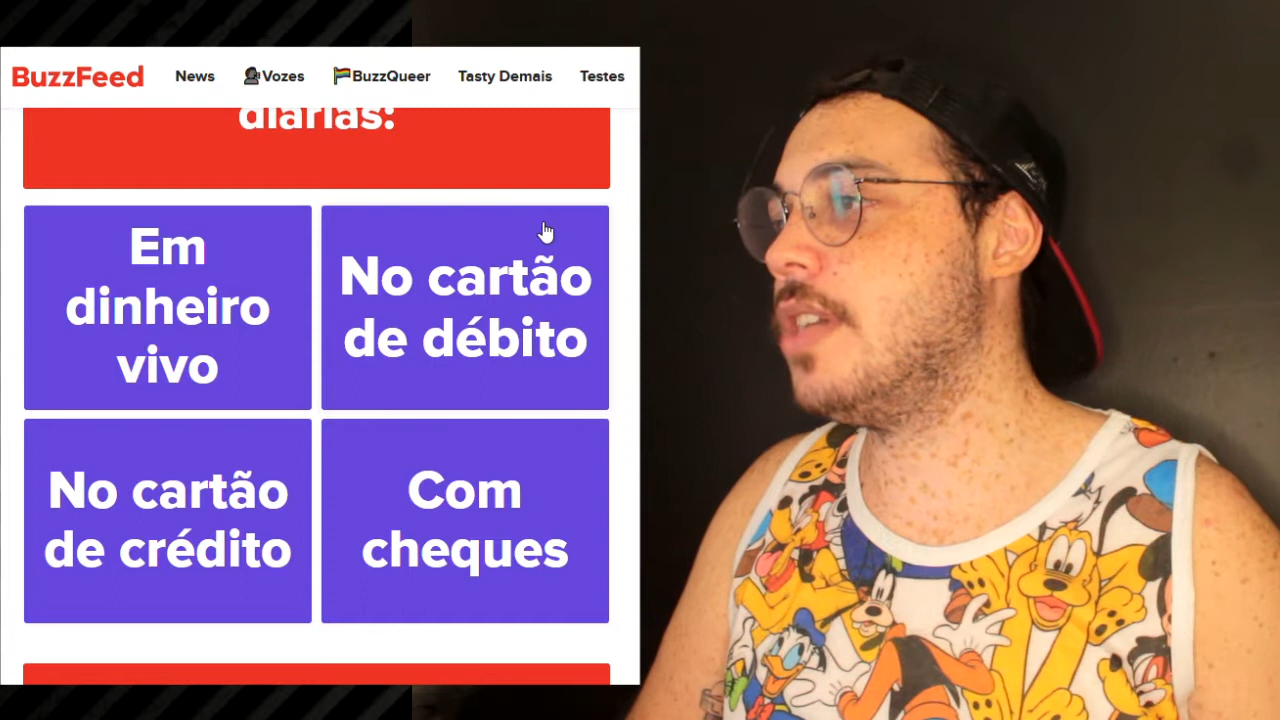 BuzzFeed News Vozes BuzzQueer Tasty Demais Testes
diárias:
Em
dinheiro
vivo
No cartão
de débito
No cartão
de crédito
Com
cheques